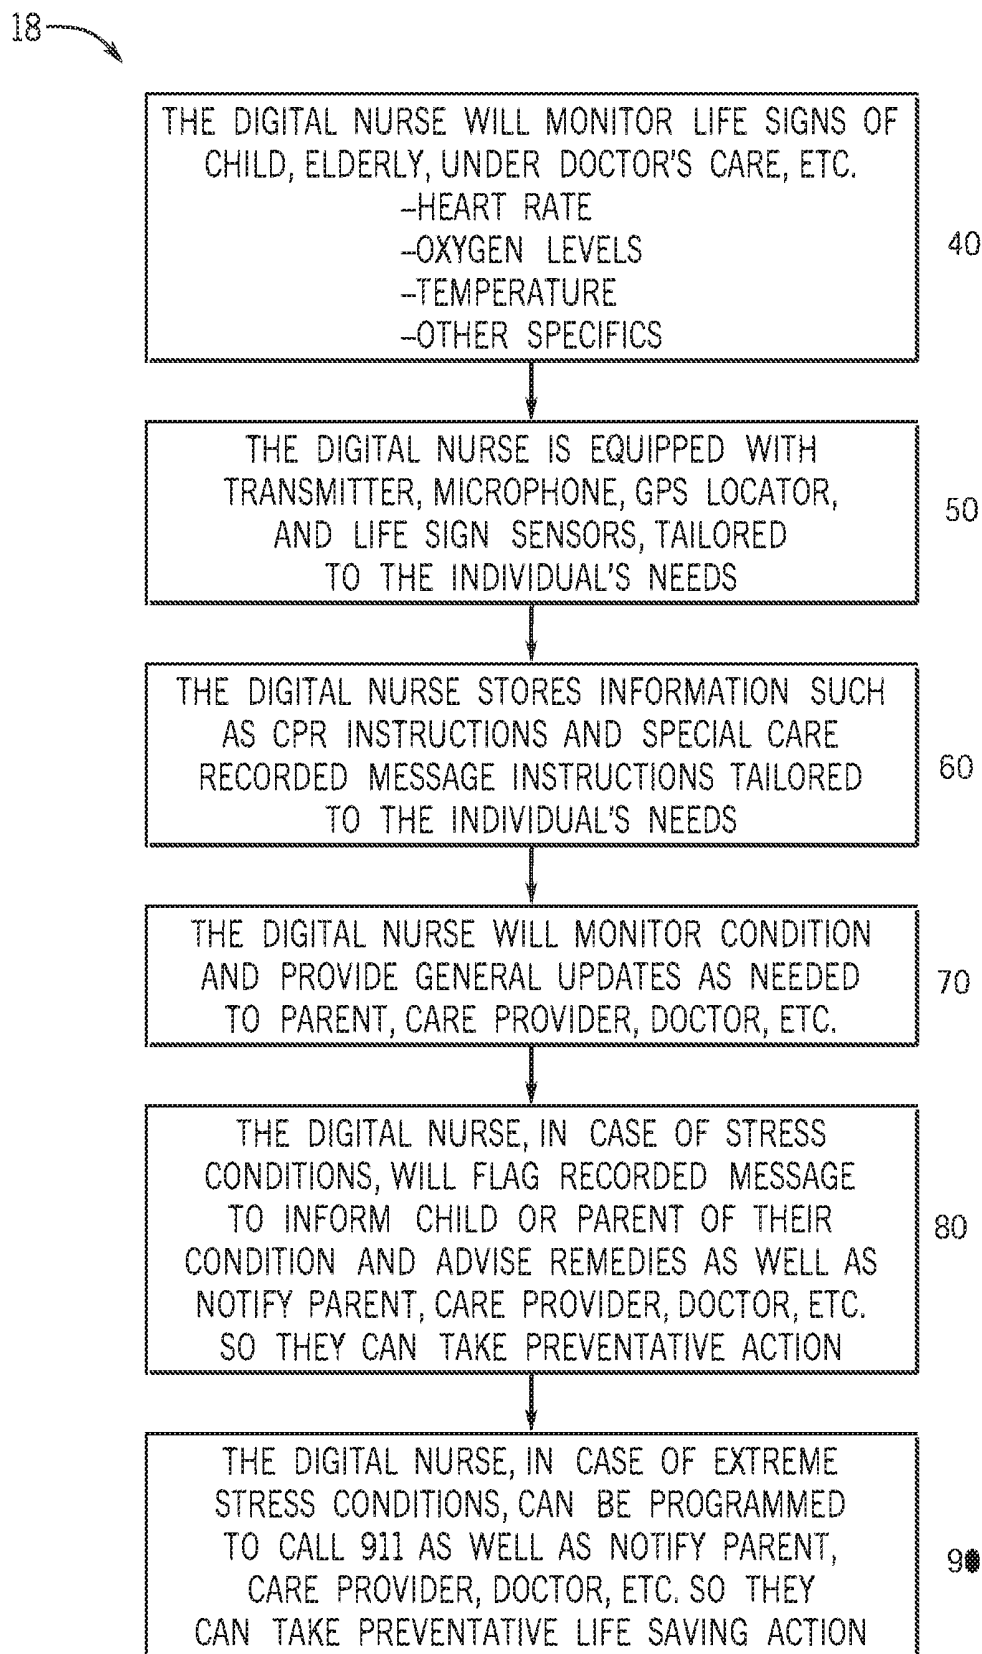 18
THE DIGITAL NURSE WILL MONITOR LIFE SIGNS OF
CHILD, ELDERLY, UNDER DOCTOR'S CARE, ETC.
–HEART RATE
–OXYGEN LEVELS
–TEMPERATURE
–OTHER SPECIFICS
40
THE DIGITAL NURSE IS EQUIPPED WITH
TRANSMITTER, MICROPHONE, GPS LOCATOR,
AND LIFE SIGN SENSORS, TAILORED
TO THE INDIVIDUAL'S NEEDS
50
THE DIGITAL NURSE STORES INFORMATION SUCH
AS CPR INSTRUCTIONS AND SPECIAL CARE
RECORDED MESSAGE INSTRUCTIONS TAILORED
TO THE INDIVIDUAL'S NEEDS
60
THE DIGITAL NURSE WILL MONITOR CONDITION
AND PROVIDE GENERAL UPDATES AS NEEDED
TO PARENT, CARE PROVIDER, DOCTOR, ETC.
70
THE DIGITAL NURSE, IN CASE OF STRESS
CONDITIONS, WILL FLAG RECORDED MESSAGE
TO INFORM CHILD OR PARENT OF THEIR
CONDITION AND ADVISE REMEDIES AS WELL AS
NOTIFY PARENT, CARE PROVIDER, DOCTOR, ETC.
SO THEY CAN TAKE PREVENTATIVE ACTION
80
THE DIGITAL NURSE, IN CASE OF EXTREME
STRESS CONDITIONS, CAN BE PROGRAMMED
TO CALL 911 AS WELL AS NOTIFY PARENT,
CARE PROVIDER, DOCTOR, ETC. SO THEY
CAN TAKE PREVENTATIVE LIFE SAVING ACTION
90